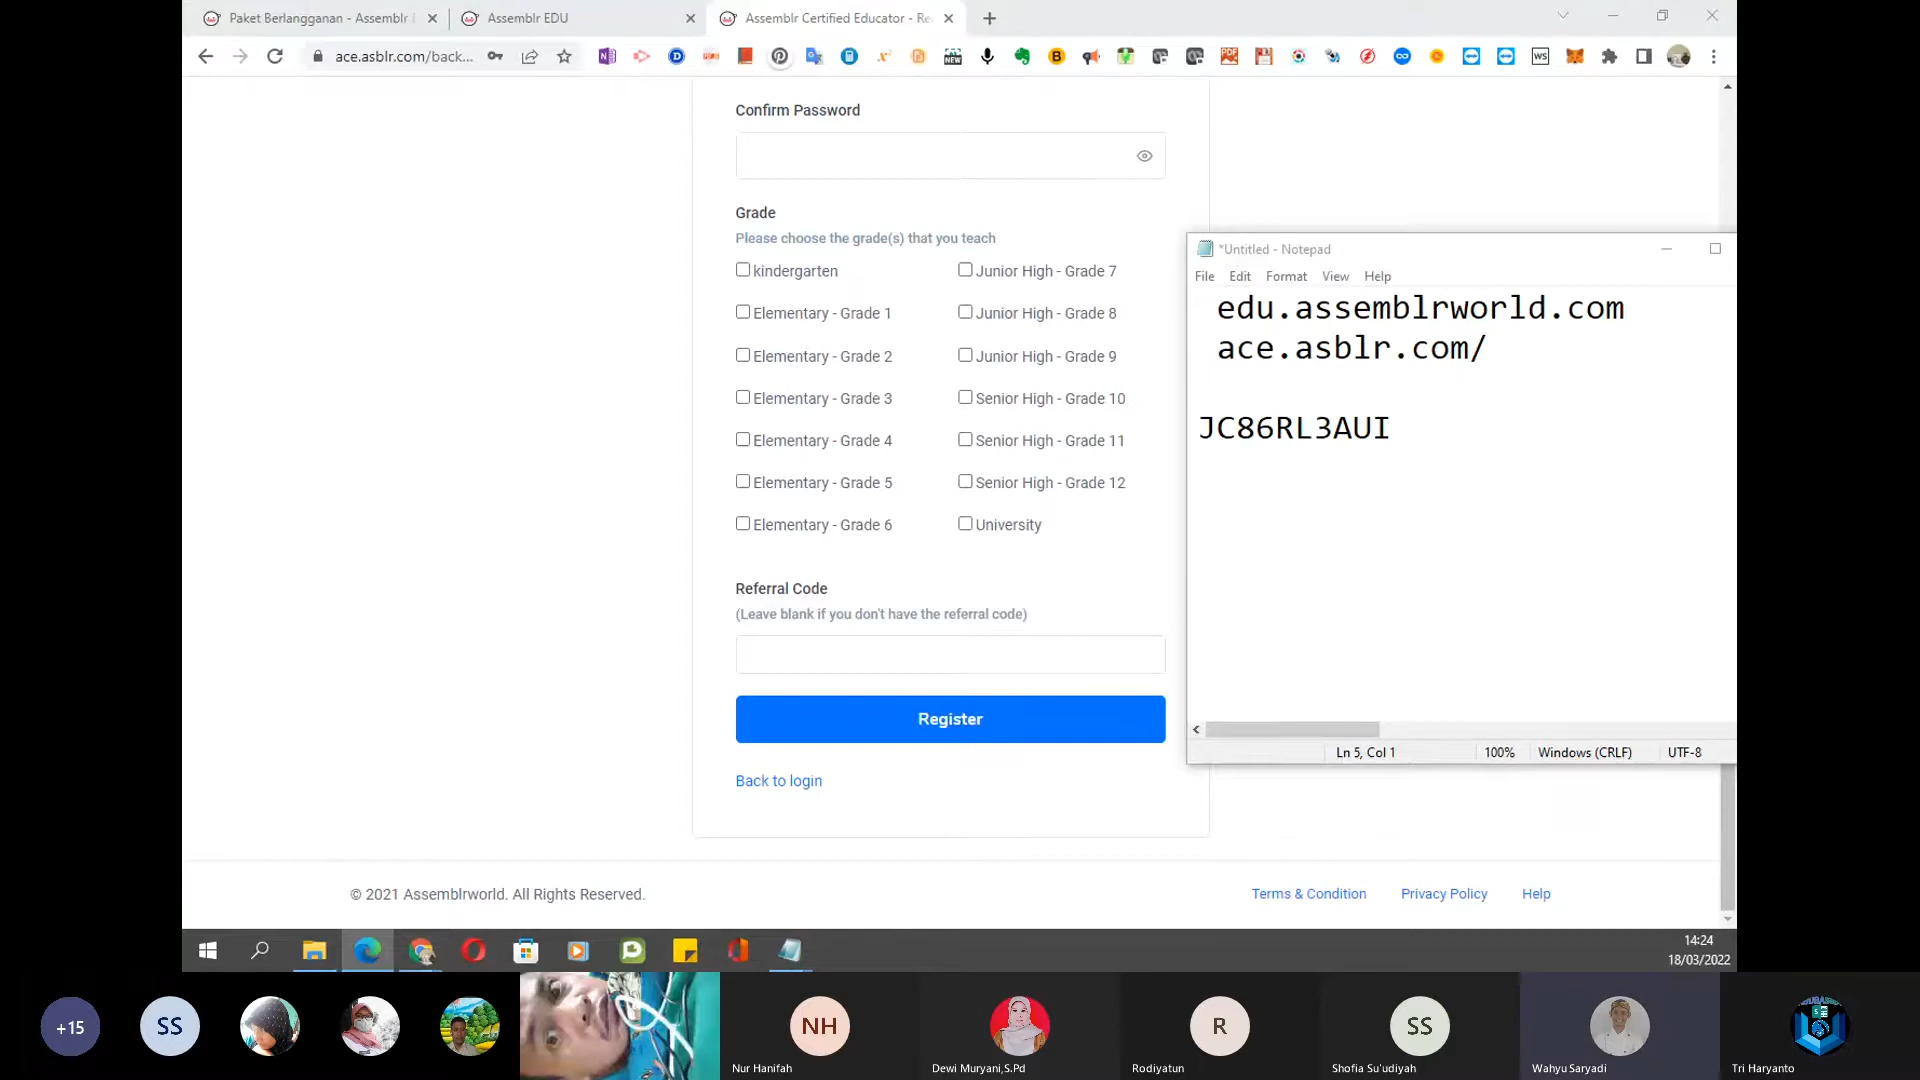 Paket Berlangganan - Assemblr
Assemblr EDU
Assemblr Certified Educator - Re
ace.asblr.com/back...
Confirm Password
Grade
Please choose the grade(s) that you teach
kindergarten
Junior High - Grade 7
Elementary - Grade 1
Junior High - Grade 8
Elementary - Grade 2
Junior High - Grade 9
Elementary - Grade 3
Senior High - Grade 10
Elementary - Grade 4
Senior High - Grade 11
Elementary - Grade 5
Senior High - Grade 12
Elementary - Grade 6
University
Referral Code
(Leave blank if you don't have the referral code)
Register
Back to login
*Untitled - Notepad
File Edit Format View Help
edu.assemblrworld.com
ace.asblr.com/
JC86RL3AUI
Ln 5, Col 1
100%
Windows (CRLF)
UTF-8
© 2021 Assemblrworld. All Rights Reserved.
Terms & Condition
Privacy Policy
Help
14:24
18/03/2022
+15
SS
NH
R
SS
Nur Hanifah
Dewi Muryani,S.Pd
Rodiyatun
Shofia Su'udiyah
Wahyu Saryadi
Tri Haryanto